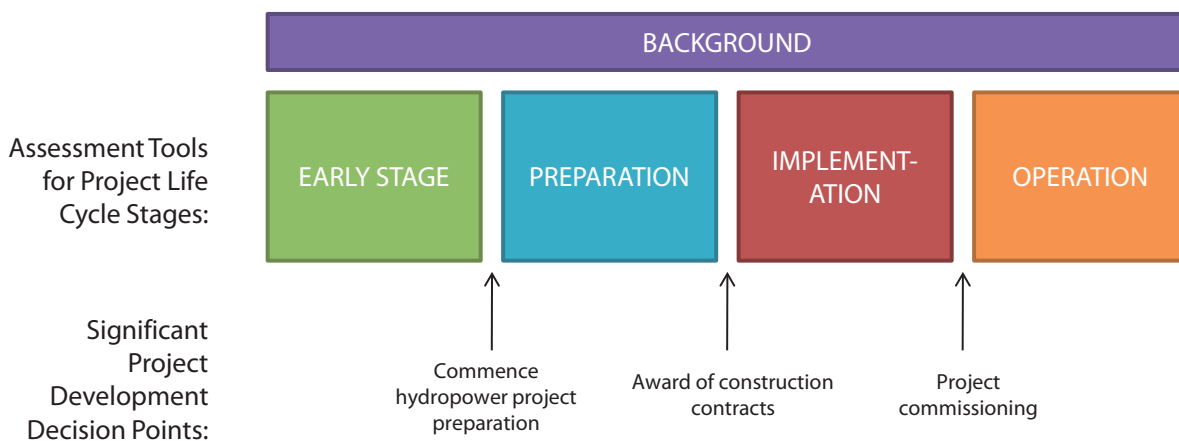 BACKGROUND
Assessment Tools
for Project Life
Cycle Stages:
EARLY STAGE
PREPARATION
IMPLEMENT-
ATION
OPERATION
Significant
Project
Development
Decision Points:
Commence
hydropower project
preparation
Award of construction
contracts
Project
commissioning